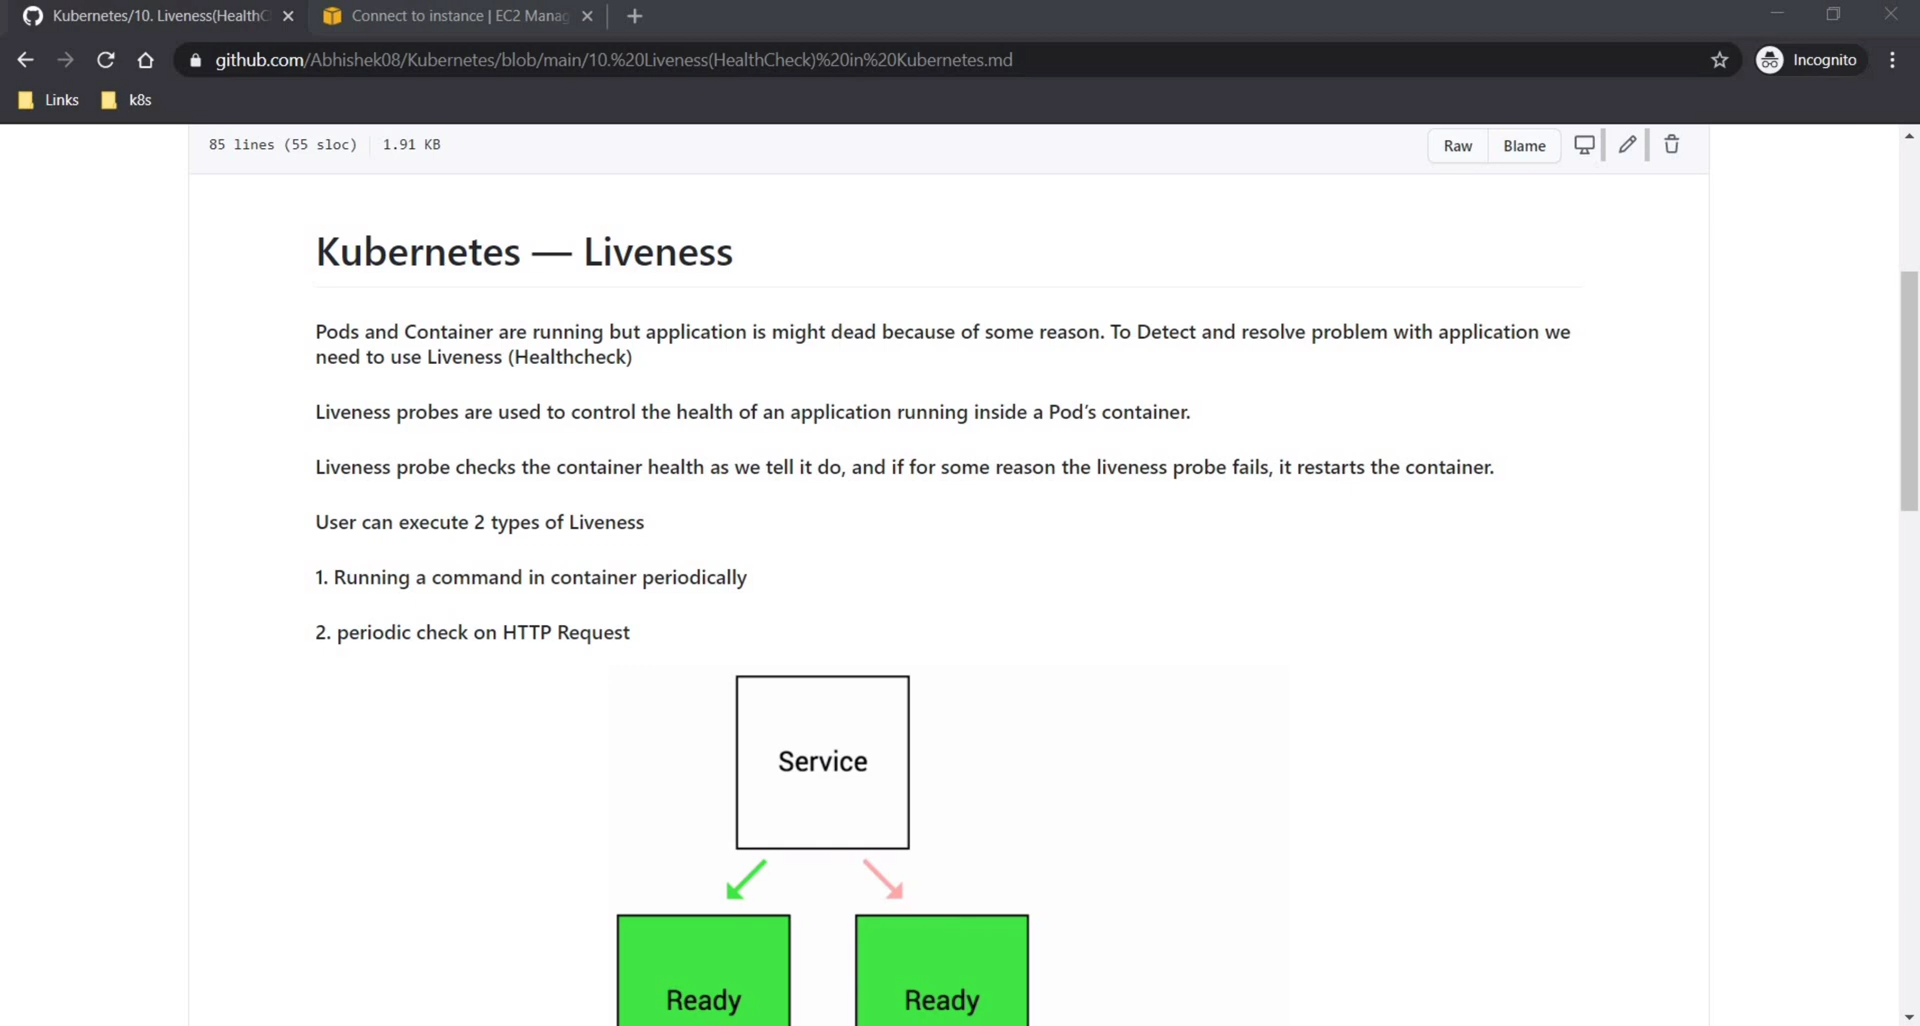 Kubernetes/10. Liveness(HealthC
Connect to instance | EC2 Manag
github.com/Abhishek08/Kubernetes/blob/main/10.%20Liveness(HealthCheck)%20in%20Kubernetes.md
Incognito
Links
k8s
85 lines (55 sloc)
1.91 KB
Raw
Blame
Kubernetes — Liveness
Pods and Container are running but application is might dead because of some reason. To Detect and resolve problem with application we
need to use Liveness (Healthcheck)
Liveness probes are used to control the health of an application running inside a Pod’s container.
Liveness probe checks the container health as we tell it do, and if for some reason the liveness probe fails, it restarts the container.
User can execute 2 types of Liveness
1. Running a command in container periodically
2. periodic check on HTTP Request
Service
Ready
Ready